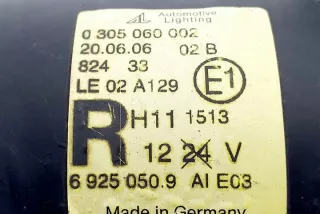 Automotive
Lighting
0 305 060 002
20.06.06 02 B
824 33
LE 02 A129 E1
R H11 1513
12 24 V
6 925 050.9 AI E03
Made in Germany